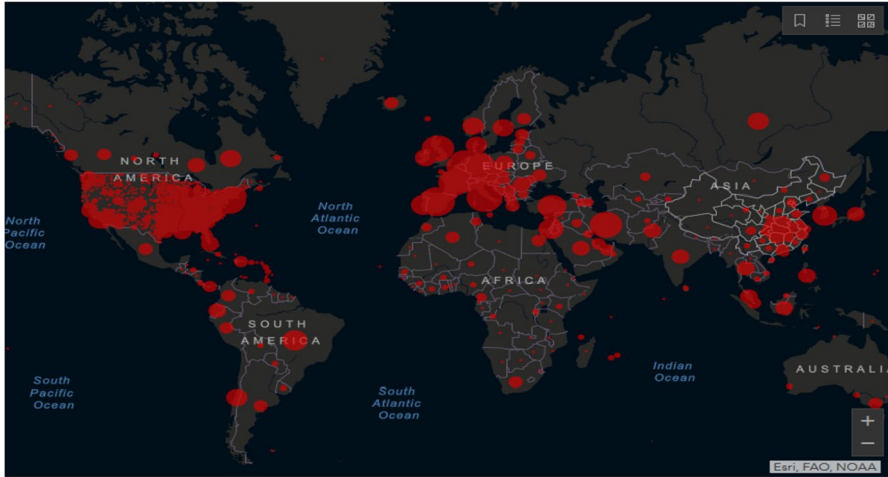 NORTH
AMERICA
EUROPE
ASIA
North
Pacific
Ocean
North
Atlantic
Ocean
AFRICA
SOUTH
AMERICA
Indian
Ocean
AUSTRALIA
South
Pacific
Ocean
South
Atlantic
Ocean
+
−
Esri, FAO, NOAA